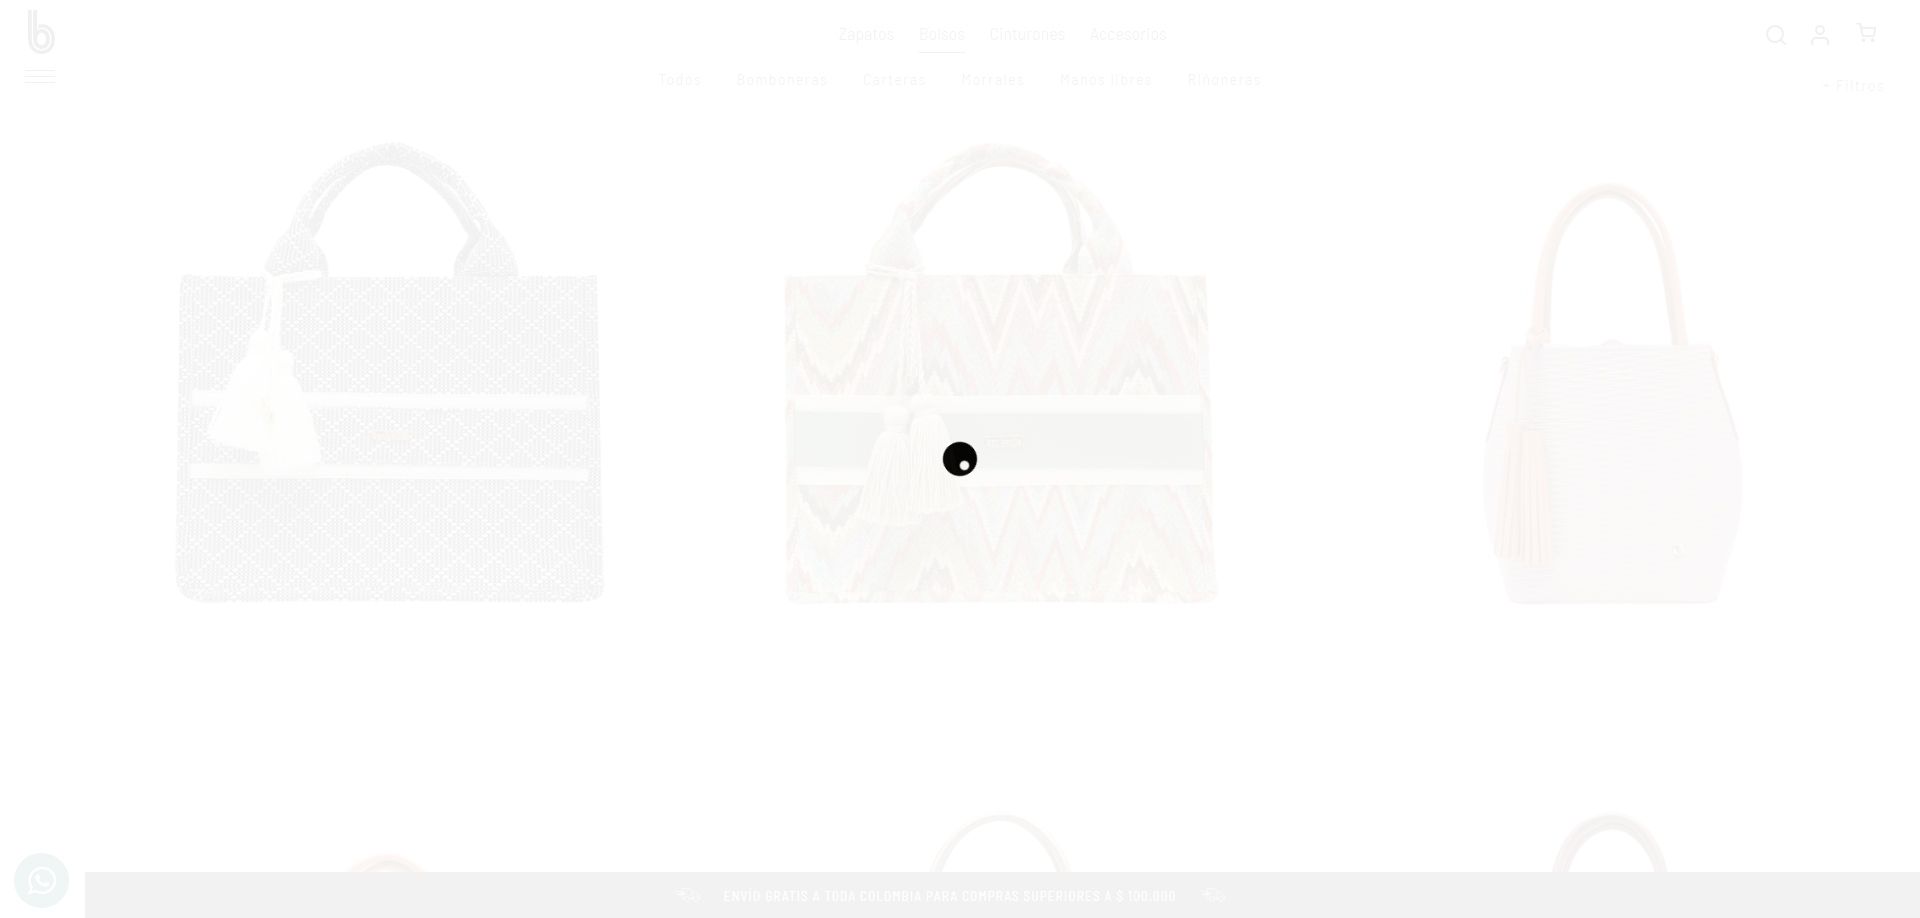 b
Zapatos Bolsos Cinturones Accesorios
Todos Bomboneras Carteras Morrales Manos libres Riñoneras
+ Filtros
ENVÍO GRATIS A TODA COLOMBIA PARA COMPRAS SUPERIORES A $ 100.000